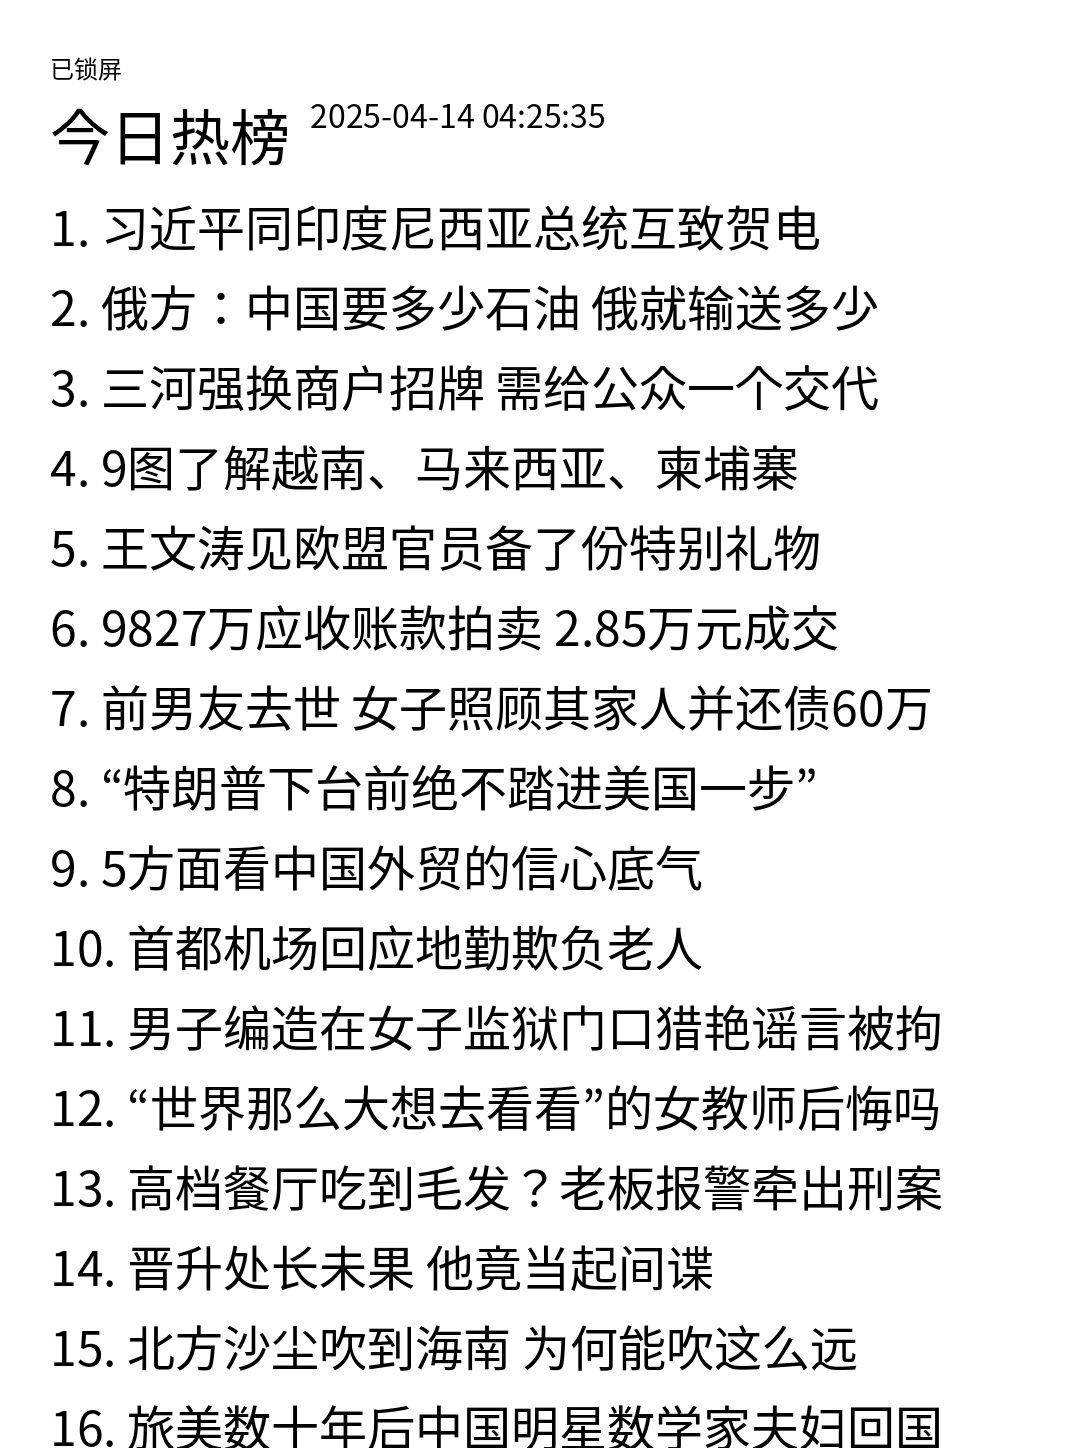 已锁屏
今日热榜 2025-04-14 04:25:35
1. 习近平同印度尼西亚总统互致贺电
2. 俄方：中国要多少石油 俄就输送多少
3. 三河强换商户招牌 需给公众一个交代
4. 9图了解越南、马来西亚、柬埔寨
5. 王文涛见欧盟官员备了份特别礼物
6. 9827万应收账款拍卖 2.85万元成交
7. 前男友去世 女子照顾其家人并还债60万
8. “特朗普下台前绝不踏进美国一步”
9. 5方面看中国外贸的信心底气
10. 首都机场回应地勤欺负老人
11. 男子编造在女子监狱门口猎艳谣言被拘
12. “世界那么大想去看看”的女教师后悔吗
13. 高档餐厅吃到毛发？老板报警牵出刑案
14. 晋升处长未果 他竟当起间谍
15. 北方沙尘吹到海南 为何能吹这么远
16. 旅美数十年后中国明星数学家夫妇回国